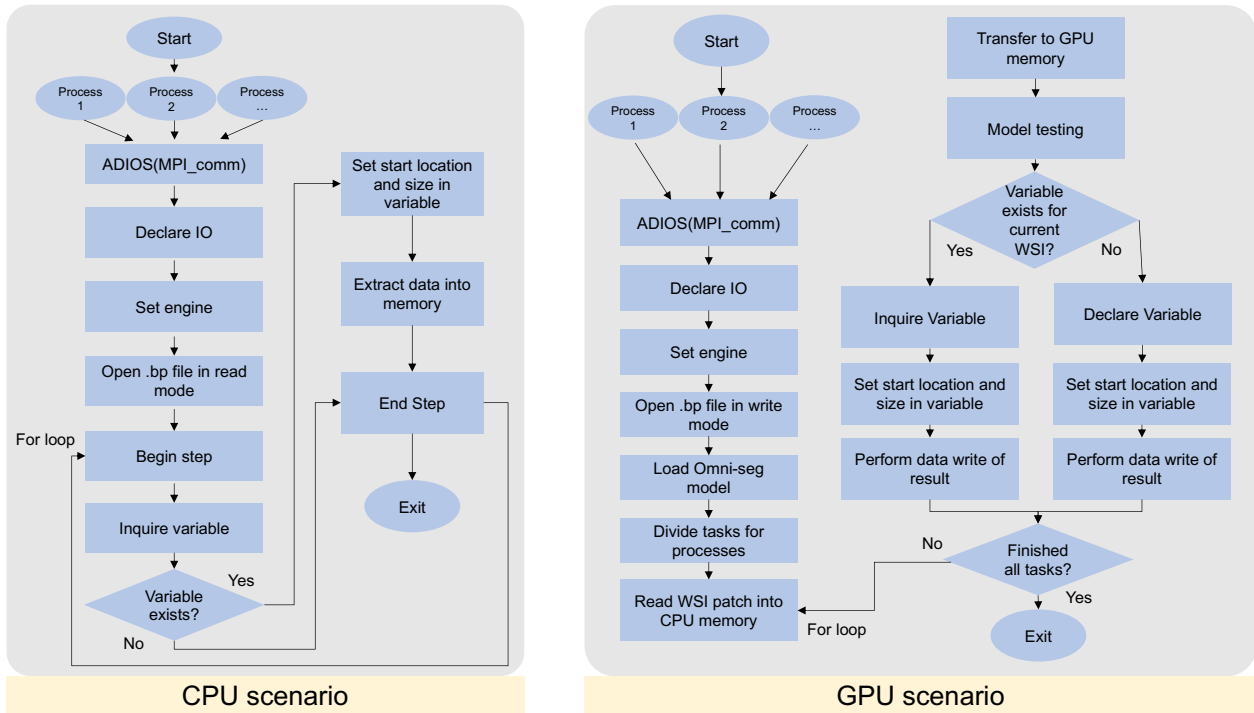 Start
Process
1
Process
2
Process
...
ADIOS(MPI_comm)
Declare IO
Set engine
Open .bp file in read
mode
For loop
Begin step
Inquire variable
Variable
exists?
Yes
No
Set start location
and size in
variable
Extract data into
memory
End Step
Exit
CPU scenario
Start
Process
1
Process
2
Process
...
ADIOS(MPI_comm)
Declare IO
Set engine
Open .bp file in write
mode
Load Omni-seg
model
Divide tasks for
processes
Read WSI patch into
CPU memory
For loop
Transfer to GPU
memory
Model testing
Variable
exists for
current
WSI?
Yes
No
Inquire Variable
Set start location and
size in variable
Perform data write of
result
Declare Variable
Set start location and
size in variable
Perform data write of
result
Finished
all tasks?
No
Yes
Exit
GPU scenario